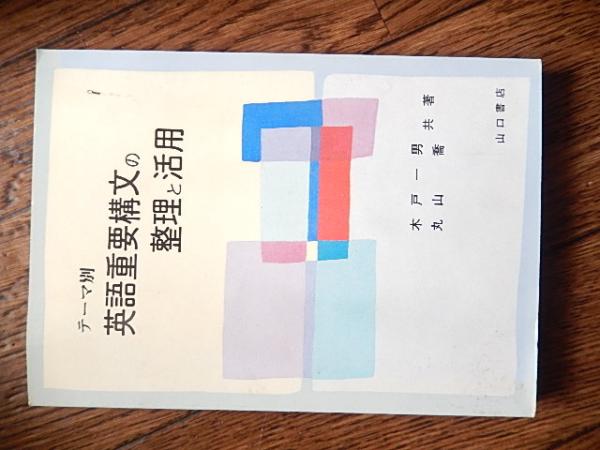 テーマ別
英語重要構文の
整理と活用
木戸一男
丸山喬
共著
山口書店